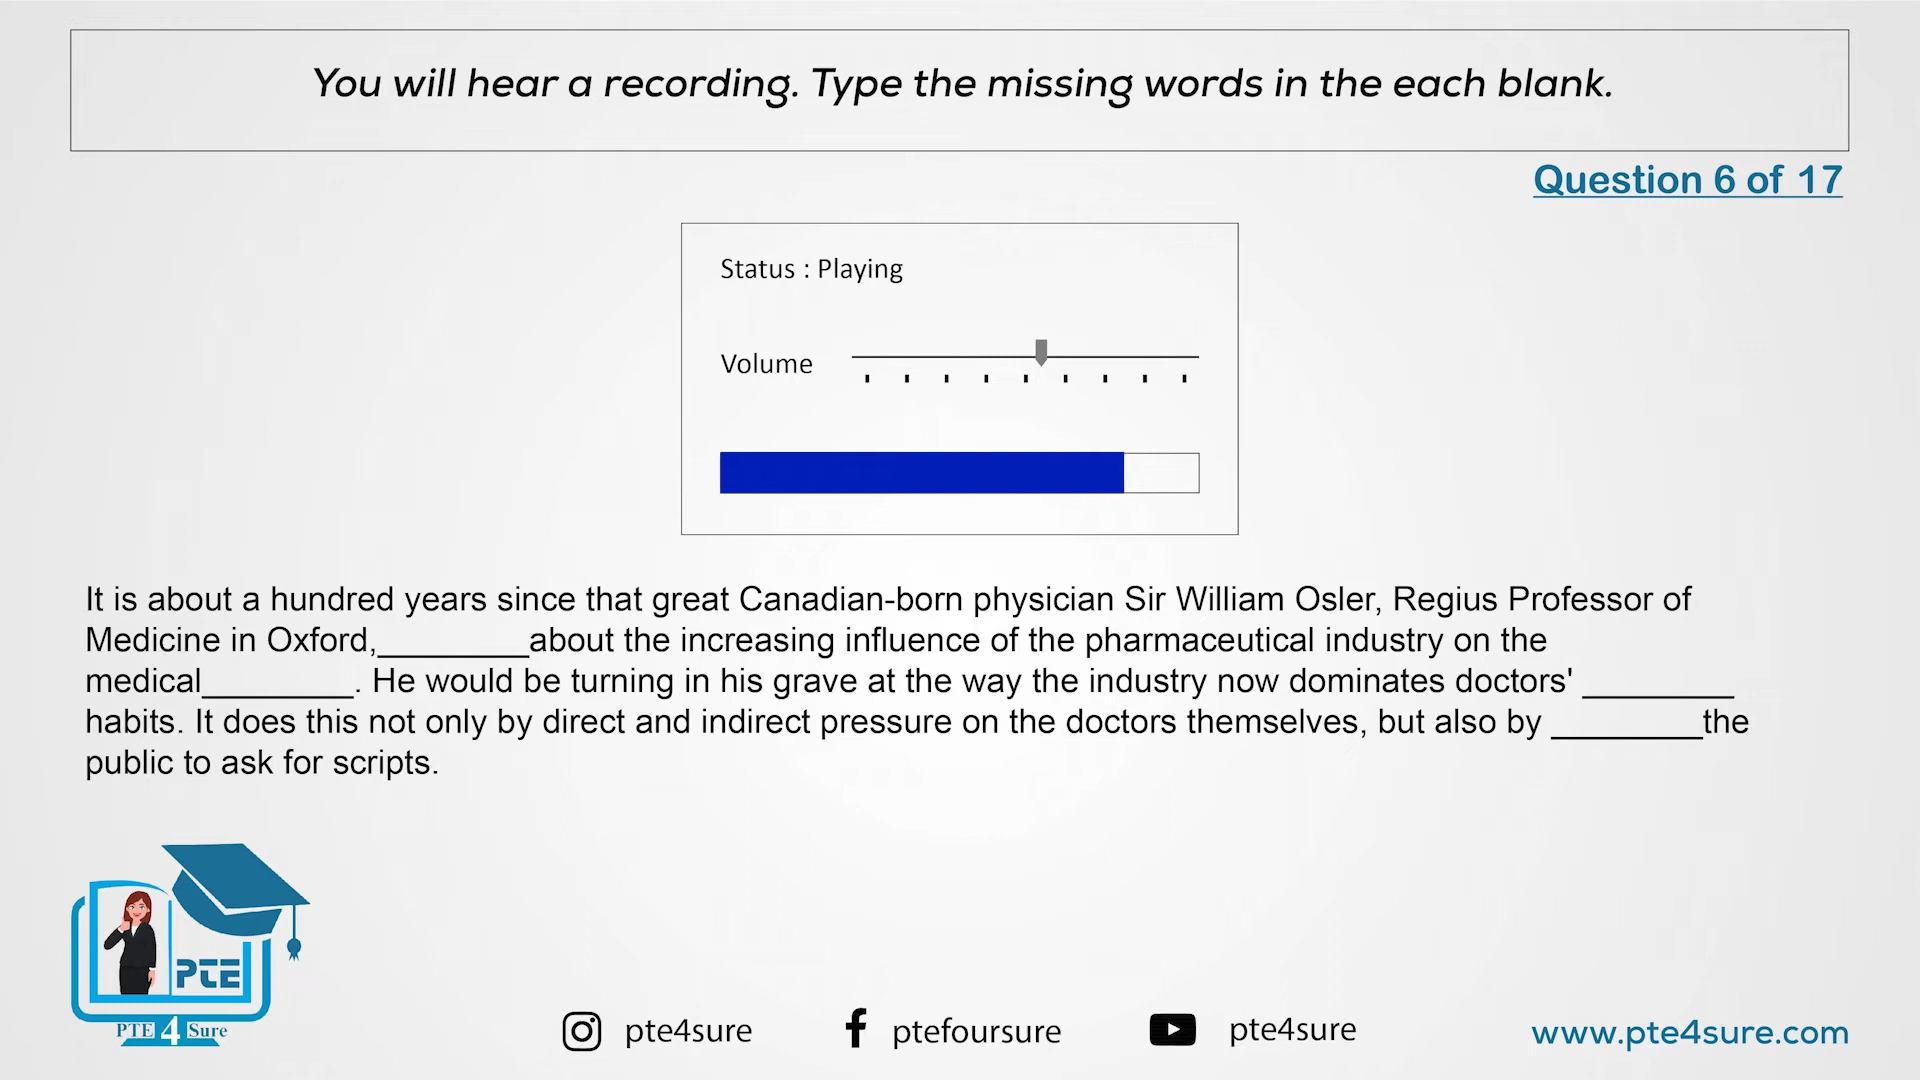 You will hear a recording. Type the missing words in the each blank.
Question 6 of 17
Status : Playing
Volume
It is about a hundred years since that great Canadian-born physician Sir William Osler, Regius Professor of
Medicine in Oxford,________about the increasing influence of the pharmaceutical industry on the
medical________. He would be turning in his grave at the way the industry now dominates doctors' ________
habits. It does this not only by direct and indirect pressure on the doctors themselves, but also by ________the
public to ask for scripts.
PTE
PTE 4 Sure
pte4sure
ptefoursure
pte4sure
www.pte4sure.com